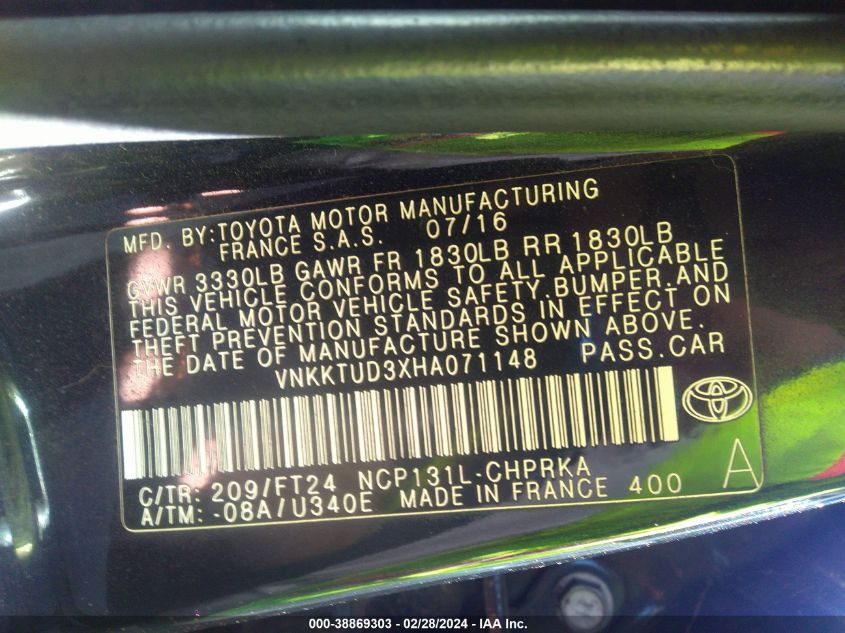 MFD. BY:TOYOTA MOTOR MANUFACTURING
FRANCE S.A.S. 07/16
GVWR 3330LB GAWR FR 1830LB RR 1830LB
THIS VEHICLE CONFORMS TO ALL APPLICABLE
FEDERAL MOTOR VEHICLE SAFETY, BUMPER, AND
THEFT PREVENTION STANDARDS IN EFFECT ON
THE DATE OF MANUFACTURE SHOWN ABOVE.
VNKKTUD3XHA071148 PASS.CAR
C/TR: 209/FT24 NCP131L-CHPRKA
A/TM: -08A/U340E MADE IN FRANCE 400 A
000-38869303 - 02/28/2024 - IAA Inc.